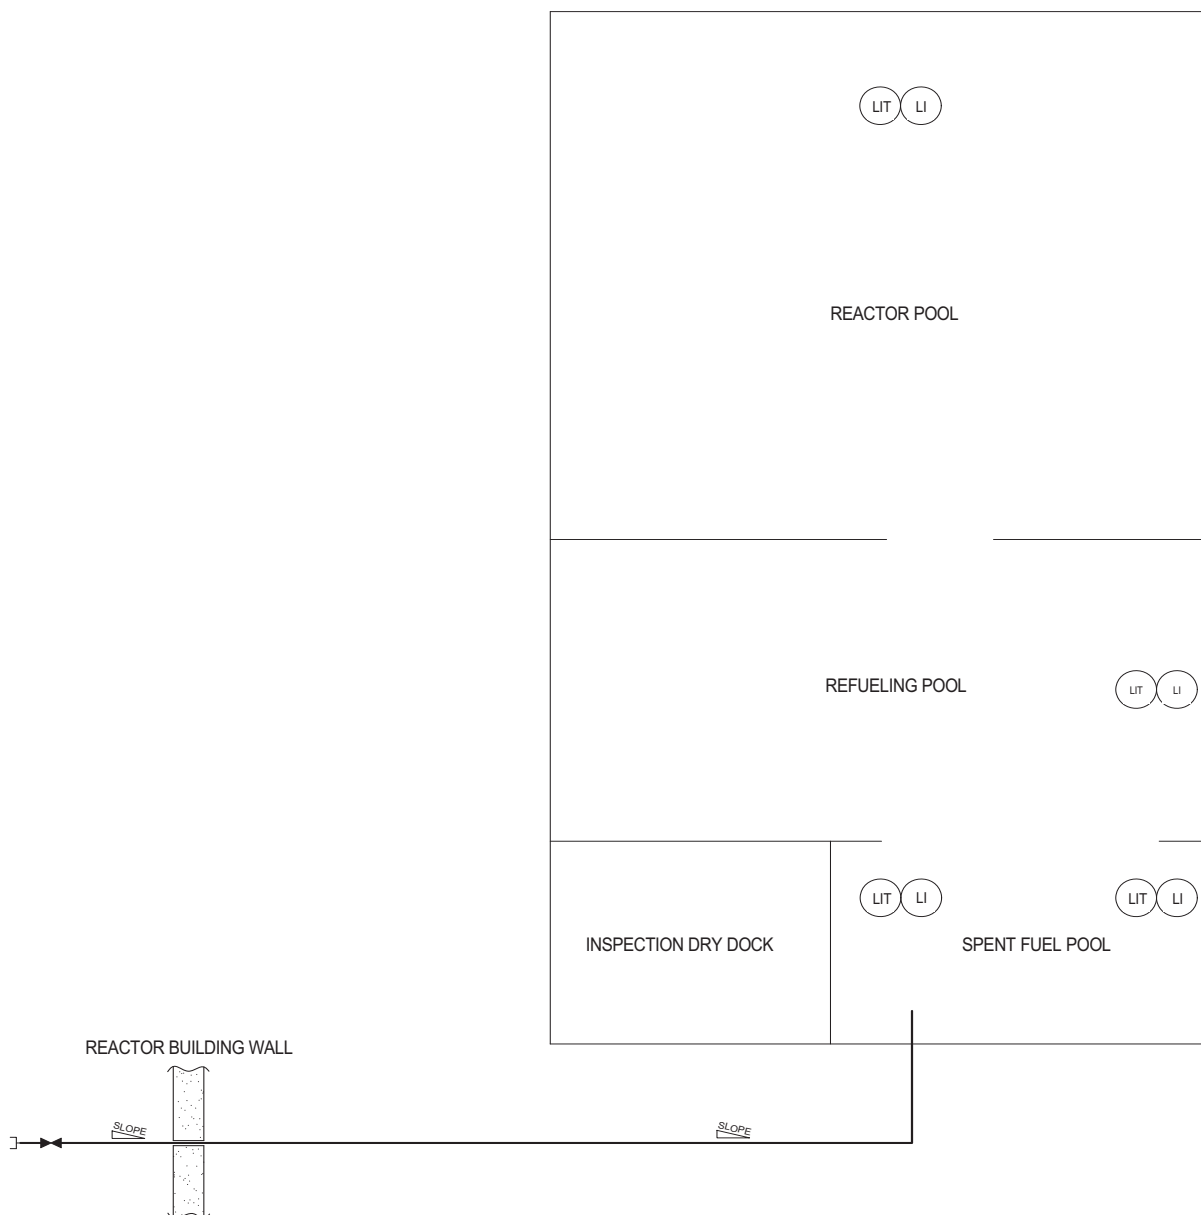 LIT LI
REACTOR POOL
REFUELING POOL
LIT LI
LIT LI
LIT LI
INSPECTION DRY DOCK
SPENT FUEL POOL
REACTOR BUILDING WALL
SLOPE
SLOPE